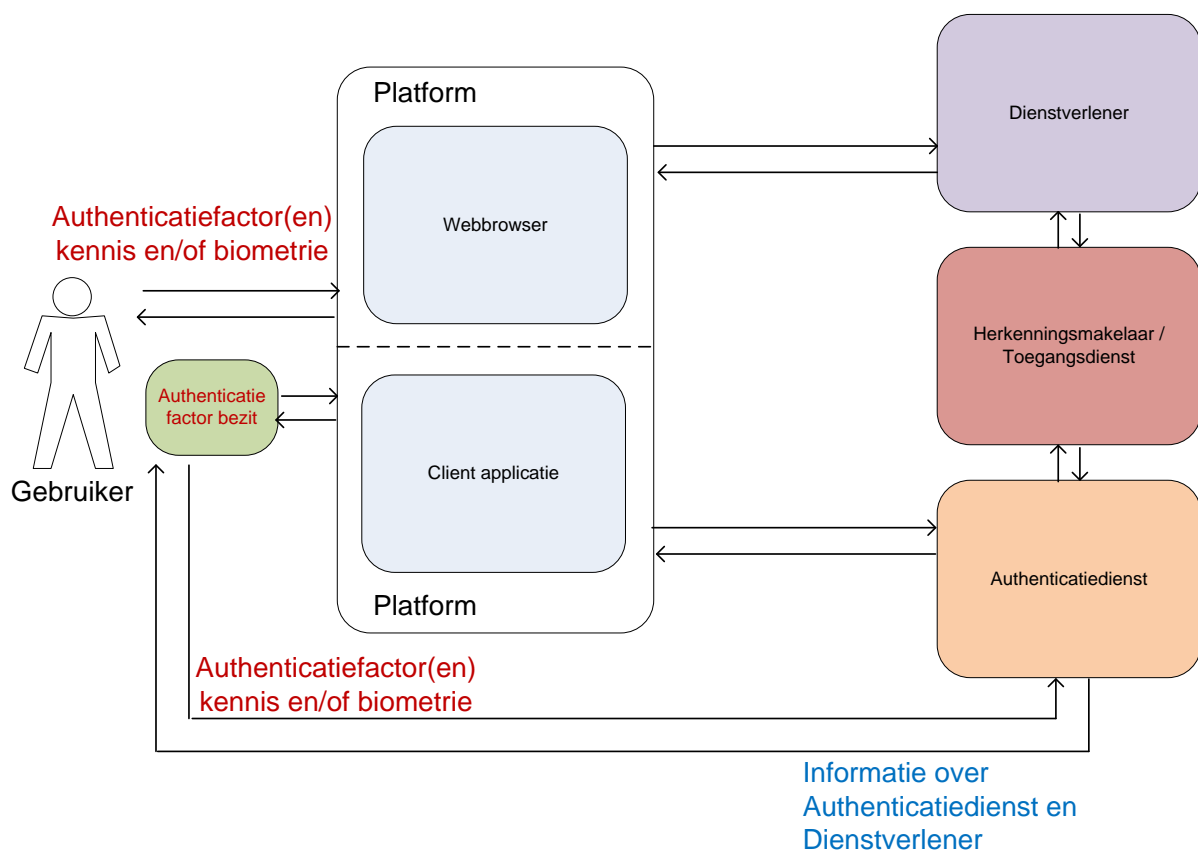 Platform
Dienstverlener
Webbrowser
Authenticatiefactor(en)
kennis en/of biometrie
Herkenningsmakelaar /
Toegangsdienst
Authenticatie
factor bezit
Client applicatie
Gebruiker
Authenticatiedienst
Platform
Authenticatiefactor(en)
kennis en/of biometrie
Informatie over
Authenticatiedienst en
Dienstverlener